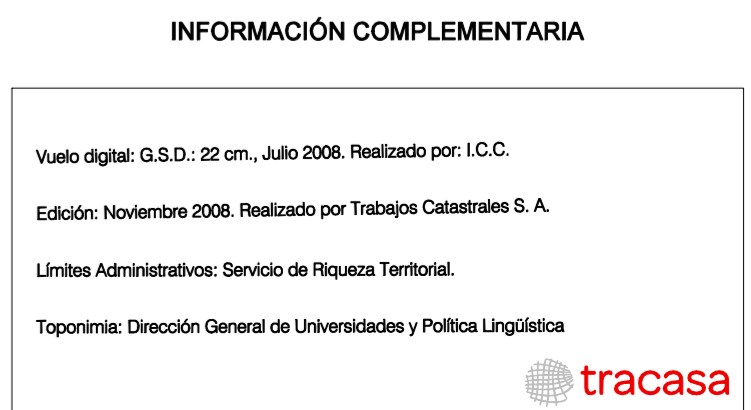 INFORMACIÓN COMPLEMENTARIA
Vuelo digital: G.S.D.: 22 cm., Julio 2008. Realizado por: I.C.C.
Edición: Noviembre 2008. Realizado por Trabajos Catastrales S. A.
Límites Administrativos: Servicio de Riqueza Territorial.
Toponimia: Dirección General de Universidades y Política Lingüística
tracasa